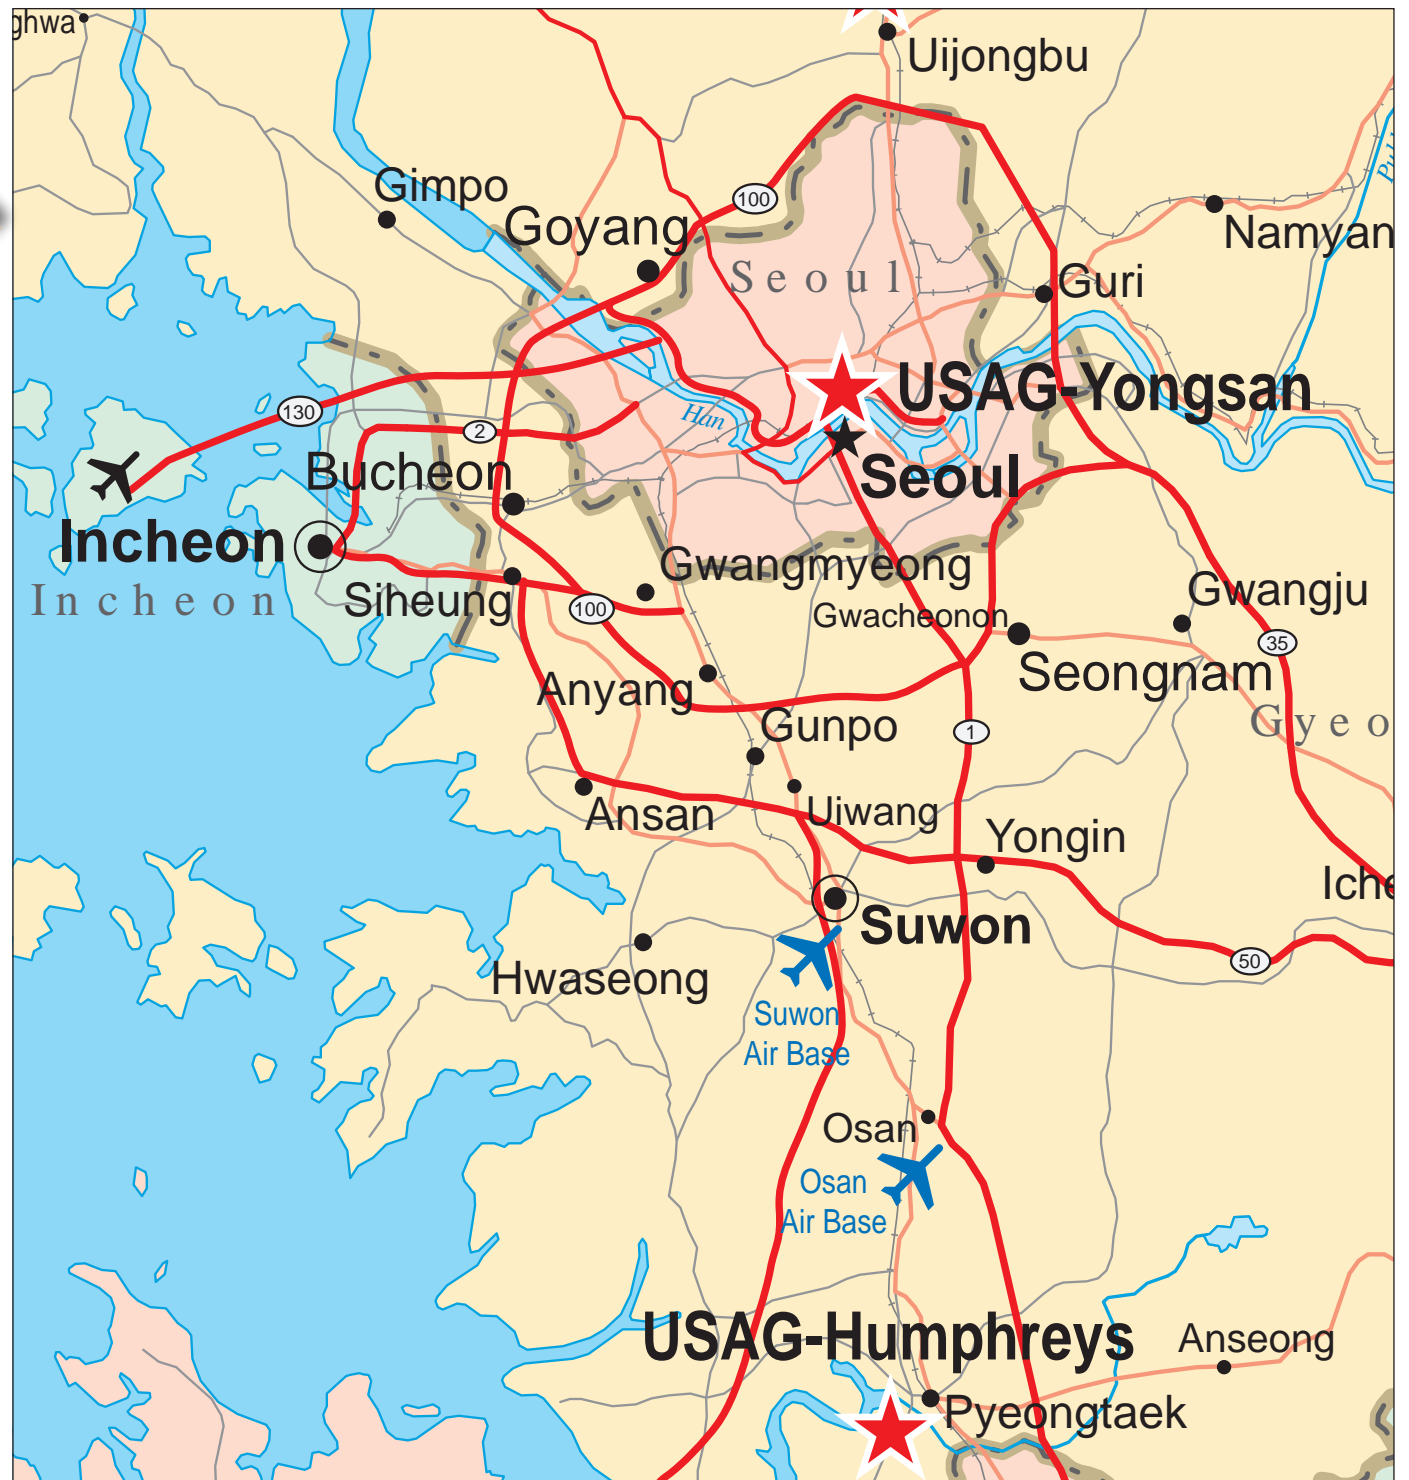 ghwa
Uijongbu
Gimpo
Goyang
100
Namyan
Seoul
Guri
USAG-Yongsan
130
2
Han
Bucheon
Seoul
Incheon
Gwangmyeong
Incheon
Siheung
100
Gwacheonon
Gwangju
35
Seongnam
Anyang
Gunpo
1
Gyeo
Ansan
Uiwang
Yongin
Iche
Suwon
50
Hwaseong
Suwon
Air Base
Osan
Osan
Air Base
USAG-Humphreys
Anseong
Pyeongtaek